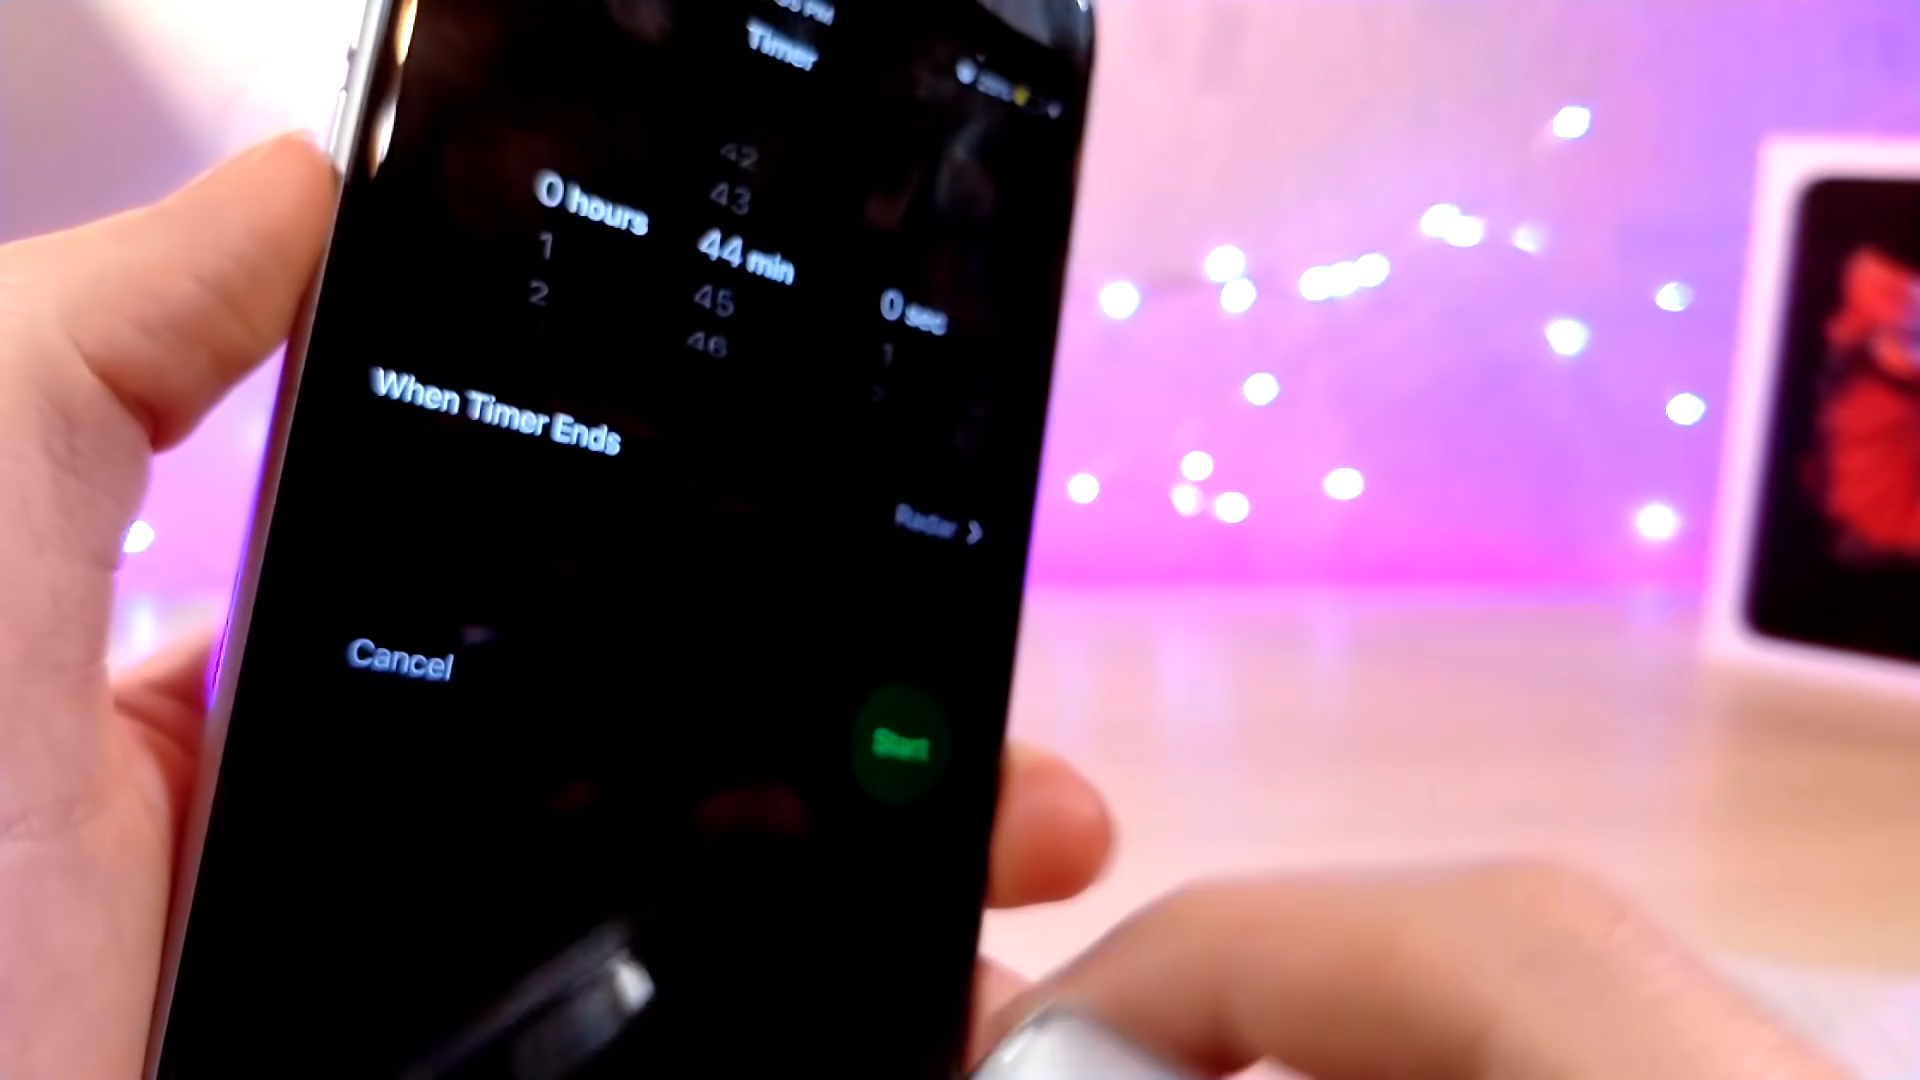 PM
Timer
42
43
0 hours 44 min 0 sec
1 45 1
2 46
When Timer Ends
Radar >
Cancel
Start